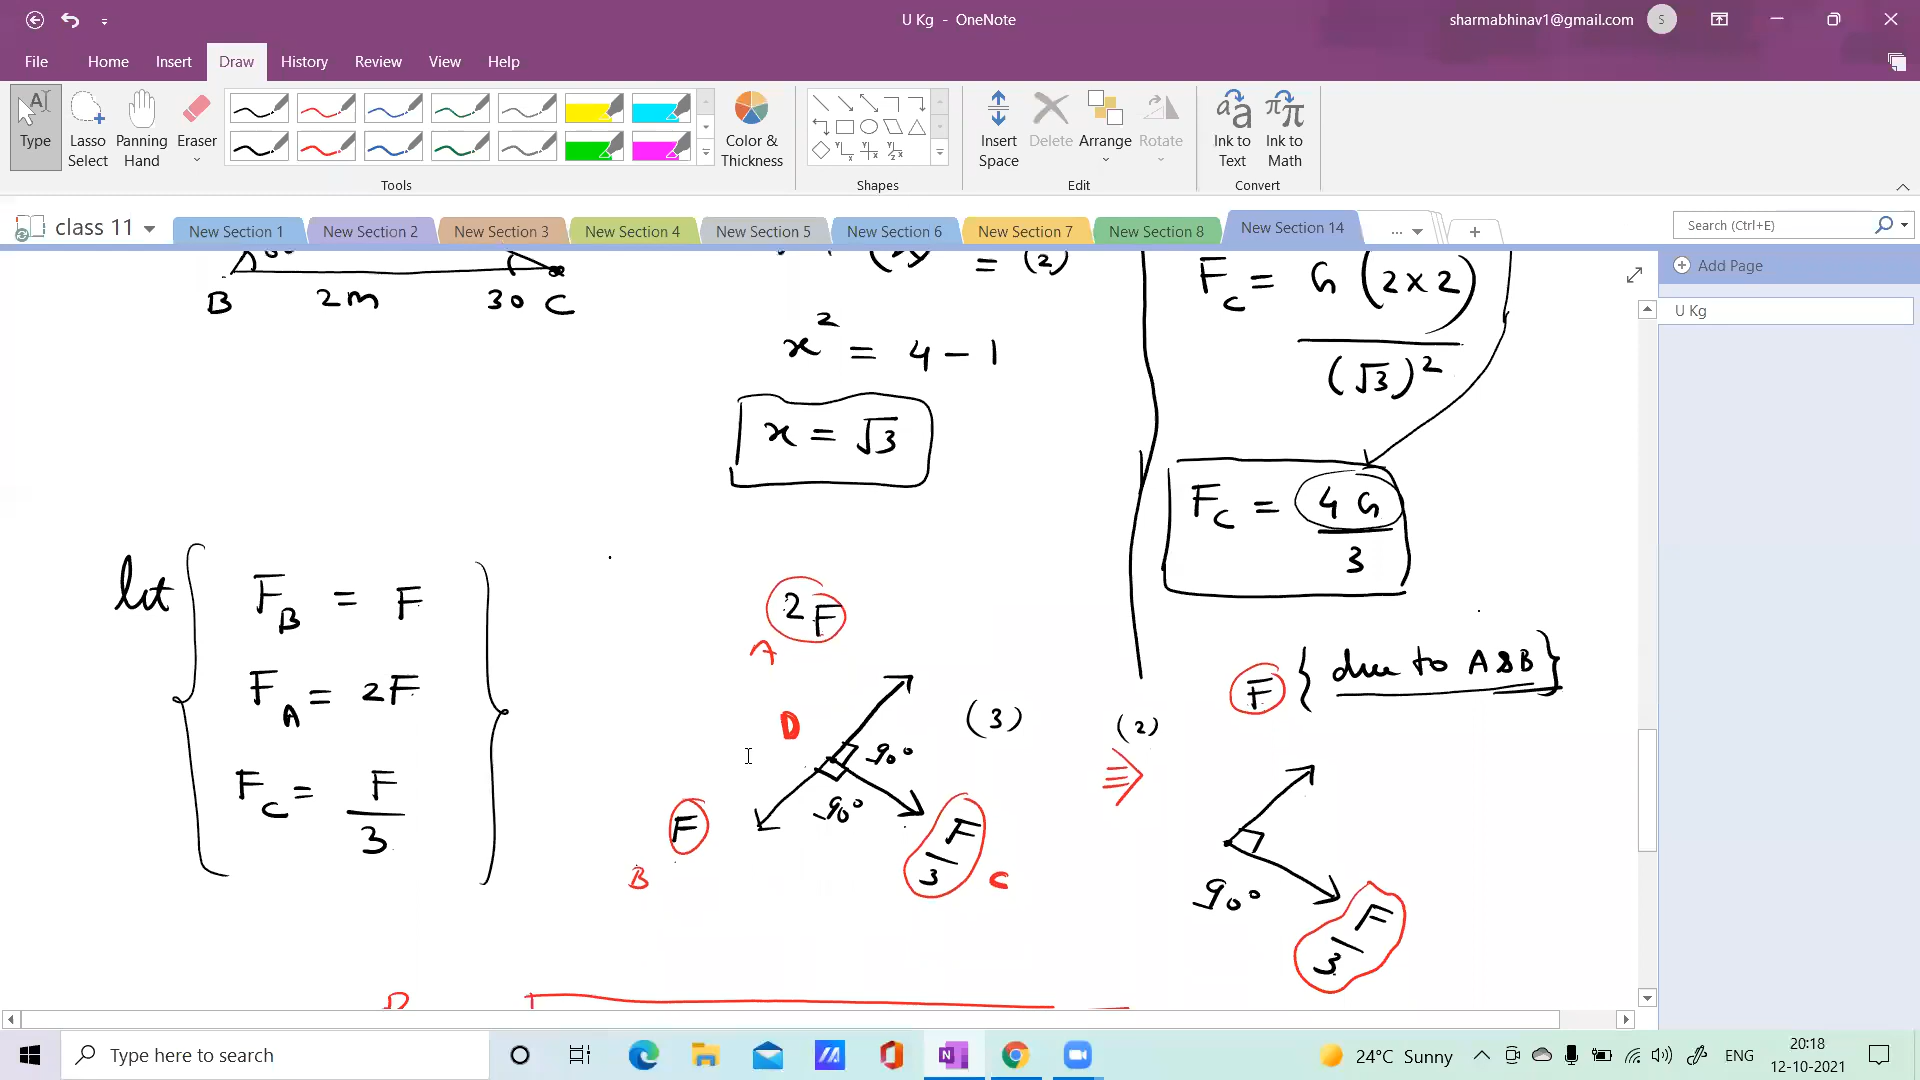 U Kg - OneNote
sharmabhinav1@gmail.com
S
File Home Insert Draw History Review View Help
Type
Lasso Select
Panning Hand
Eraser
Color & Thickness
Insert Space
Delete
Arrange
Rotate
Ink to Text
Ink to Math
Tools
Shapes
Edit
Convert
class 11
New Section 1
New Section 2
New Section 3
New Section 4
New Section 5
New Section 6
New Section 7
New Section 8
New Section 14
...
Search (Ctrl+E)
Add Page
U Kg
B 2m 30 C
= (2)
x² = 4 - 1
x = √3
F_C = G (2 x 2)
(√3)²
F_C = 4G
3
let
F_B = F
F_A = 2F
F_C = F
3
2F
A
D
90°
90°
(3)
F
B
F
3
C
(2)
F { due to A & B }
90°
F
3
Type here to search
24°C Sunny
ENG
20:18
12-10-2021